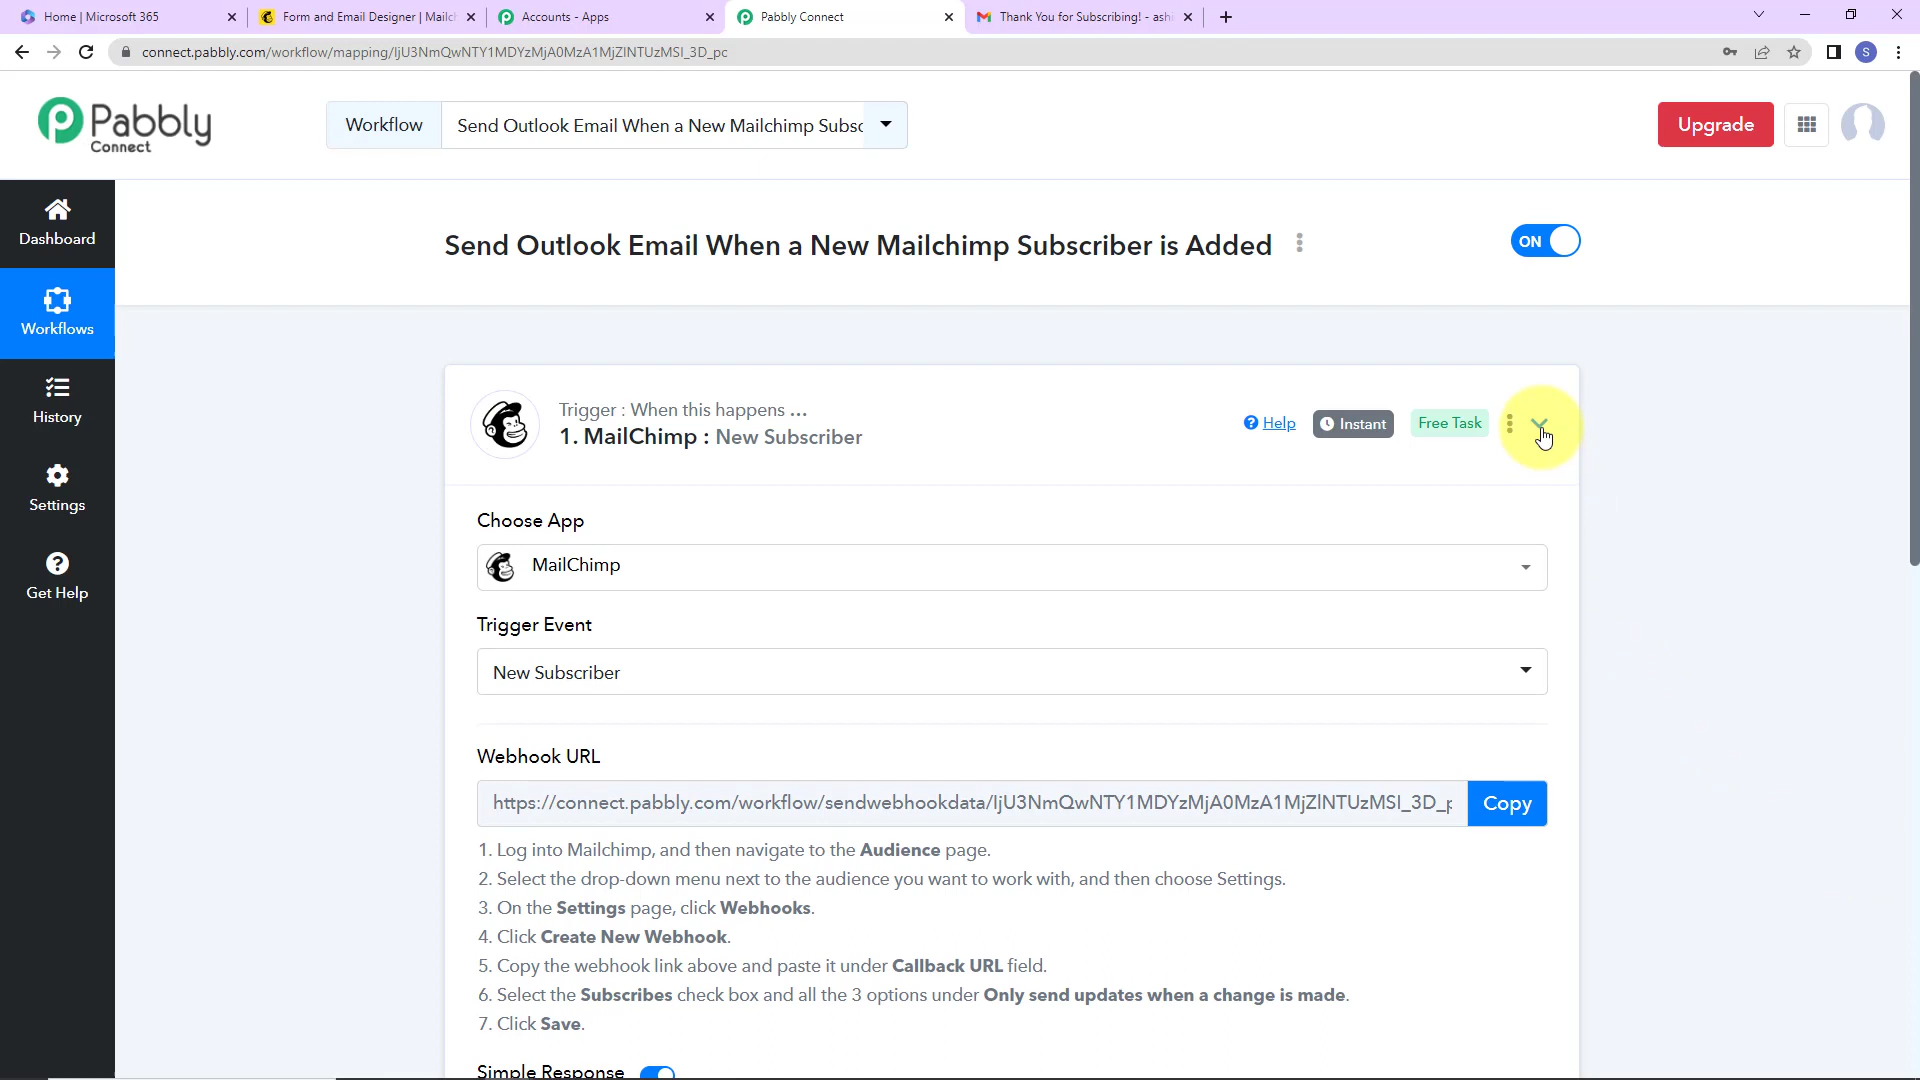 Home | Microsoft 365
Form and Email Designer | Mailch
Accounts - Apps
Pabbly Connect
Thank You for Subscribing! - ashi
connect.pabbly.com/workflow/mapping/IjU3NmQwNTY1MDYzMjA0MzA1MjZlNTUzMSI_3D_pc
S
Pabbly
Connect
Workflow
Send Outlook Email When a New Mailchimp Subsc
Upgrade
Dashboard
Workflows
History
Settings
Get Help
Send Outlook Email When a New Mailchimp Subscriber is Added
ON
Trigger : When this happens ...
1. MailChimp : New Subscriber
Help
Instant
Free Task
Choose App
MailChimp
Trigger Event
New Subscriber
Webhook URL
https://connect.pabbly.com/workflow/sendwebhookdata/IjU3NmQwNTY1MDYzMjA0MzA1MjZlNTUzMSI_3D_p
Copy
1. Log into Mailchimp, and then navigate to the Audience page.
2. Select the drop-down menu next to the audience you want to work with, and then choose Settings.
3. On the Settings page, click Webhooks.
4. Click Create New Webhook.
5. Copy the webhook link above and paste it under Callback URL field.
6. Select the Subscribes check box and all the 3 options under Only send updates when a change is made.
7. Click Save.
Simple Response